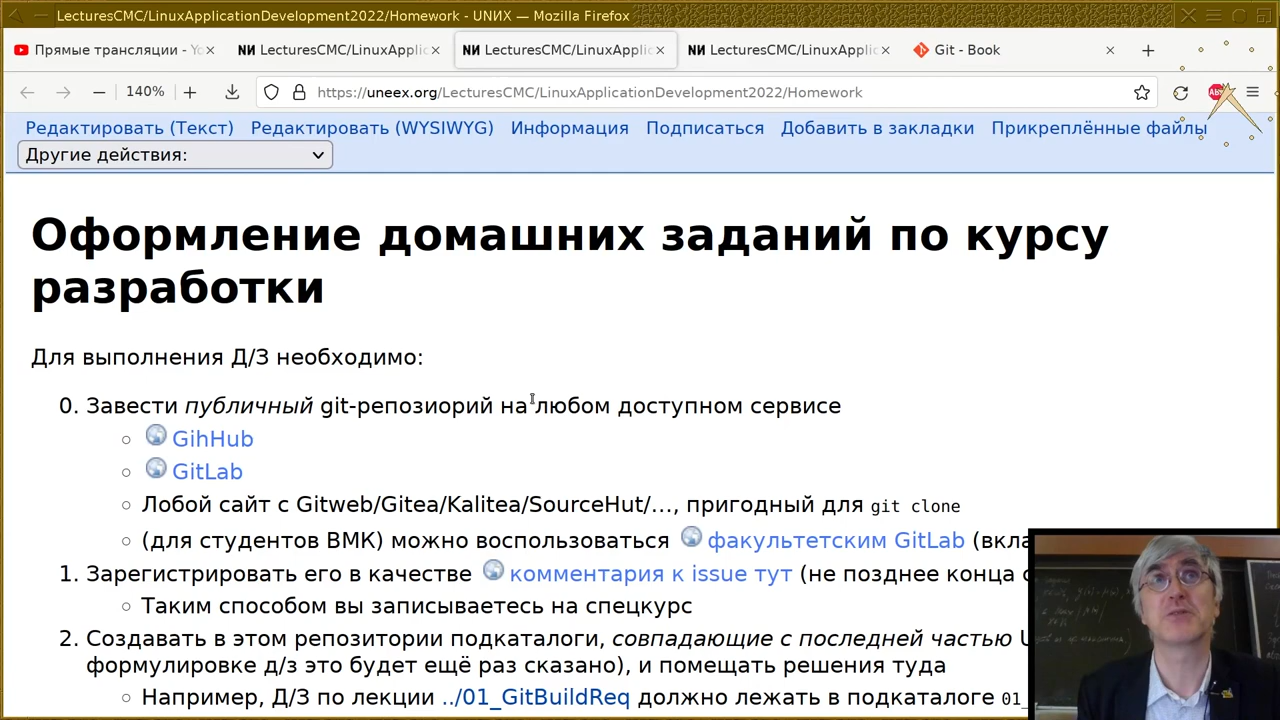 LecturesCMC/LinuxApplicationDevelopment2022/Homework - UNИX — Mozilla Firefox
Прямые трансляции - Yo
NИ LecturesCMC/LinuxApplic
NИ LecturesCMC/LinuxApplic
NИ LecturesCMC/LinuxApplic
Git - Book
140%
https://uneex.org/LecturesCMC/LinuxApplicationDevelopment2022/Homework
Редактировать (Текст) Редактировать (WYSIWYG) Информация Подписаться Добавить в закладки Прикреплённые файлы
Другие действия:
Оформление домашних заданий по курсу
разработки
Для выполнения Д/З необходимо:
0. Завести публичный git-репозиорий на любом доступном сервисе
GihHub
GitLab
Лобой сайт с Gitweb/Gitea/Kalitea/SourceHut/…, пригодный для git clone
(для студентов ВМК) можно воспользоваться факультетским GitLab (вкла
1. Зарегистрировать его в качестве комментария к issue тут (не позднее конца
Таким способом вы записываетесь на спецкурс
2. Создавать в этом репозитории подкаталоги, совпадающие с последней частью
формулировке д/з это будет ещё раз сказано), и помещать решения туда
Например, Д/З по лекции ../01_GitBuildReq должно лежать в подкаталоге 01_